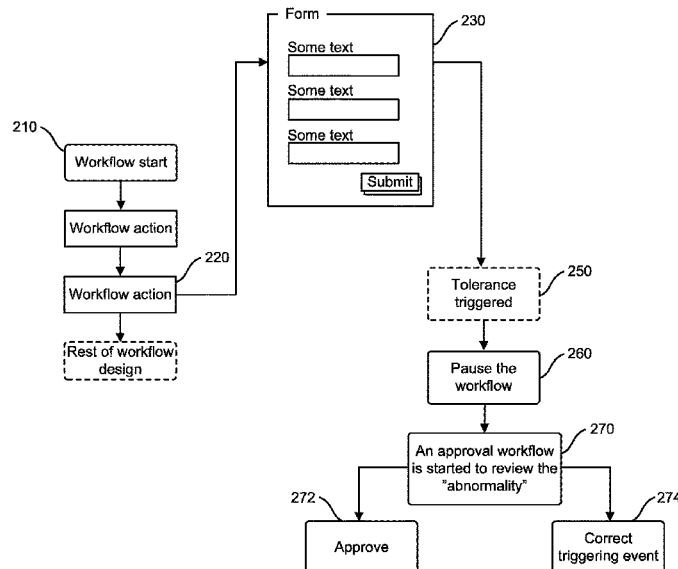 Form
230
Some text
Some text
Some text
Submit
210
Workflow start
Workflow action
220
Workflow action
Rest of workflow
design
250
Tolerance
triggered
260
Pause the
workflow
270
An approval workflow
is started to review the
"abnormality"
272
Approve
274
Correct
triggering event